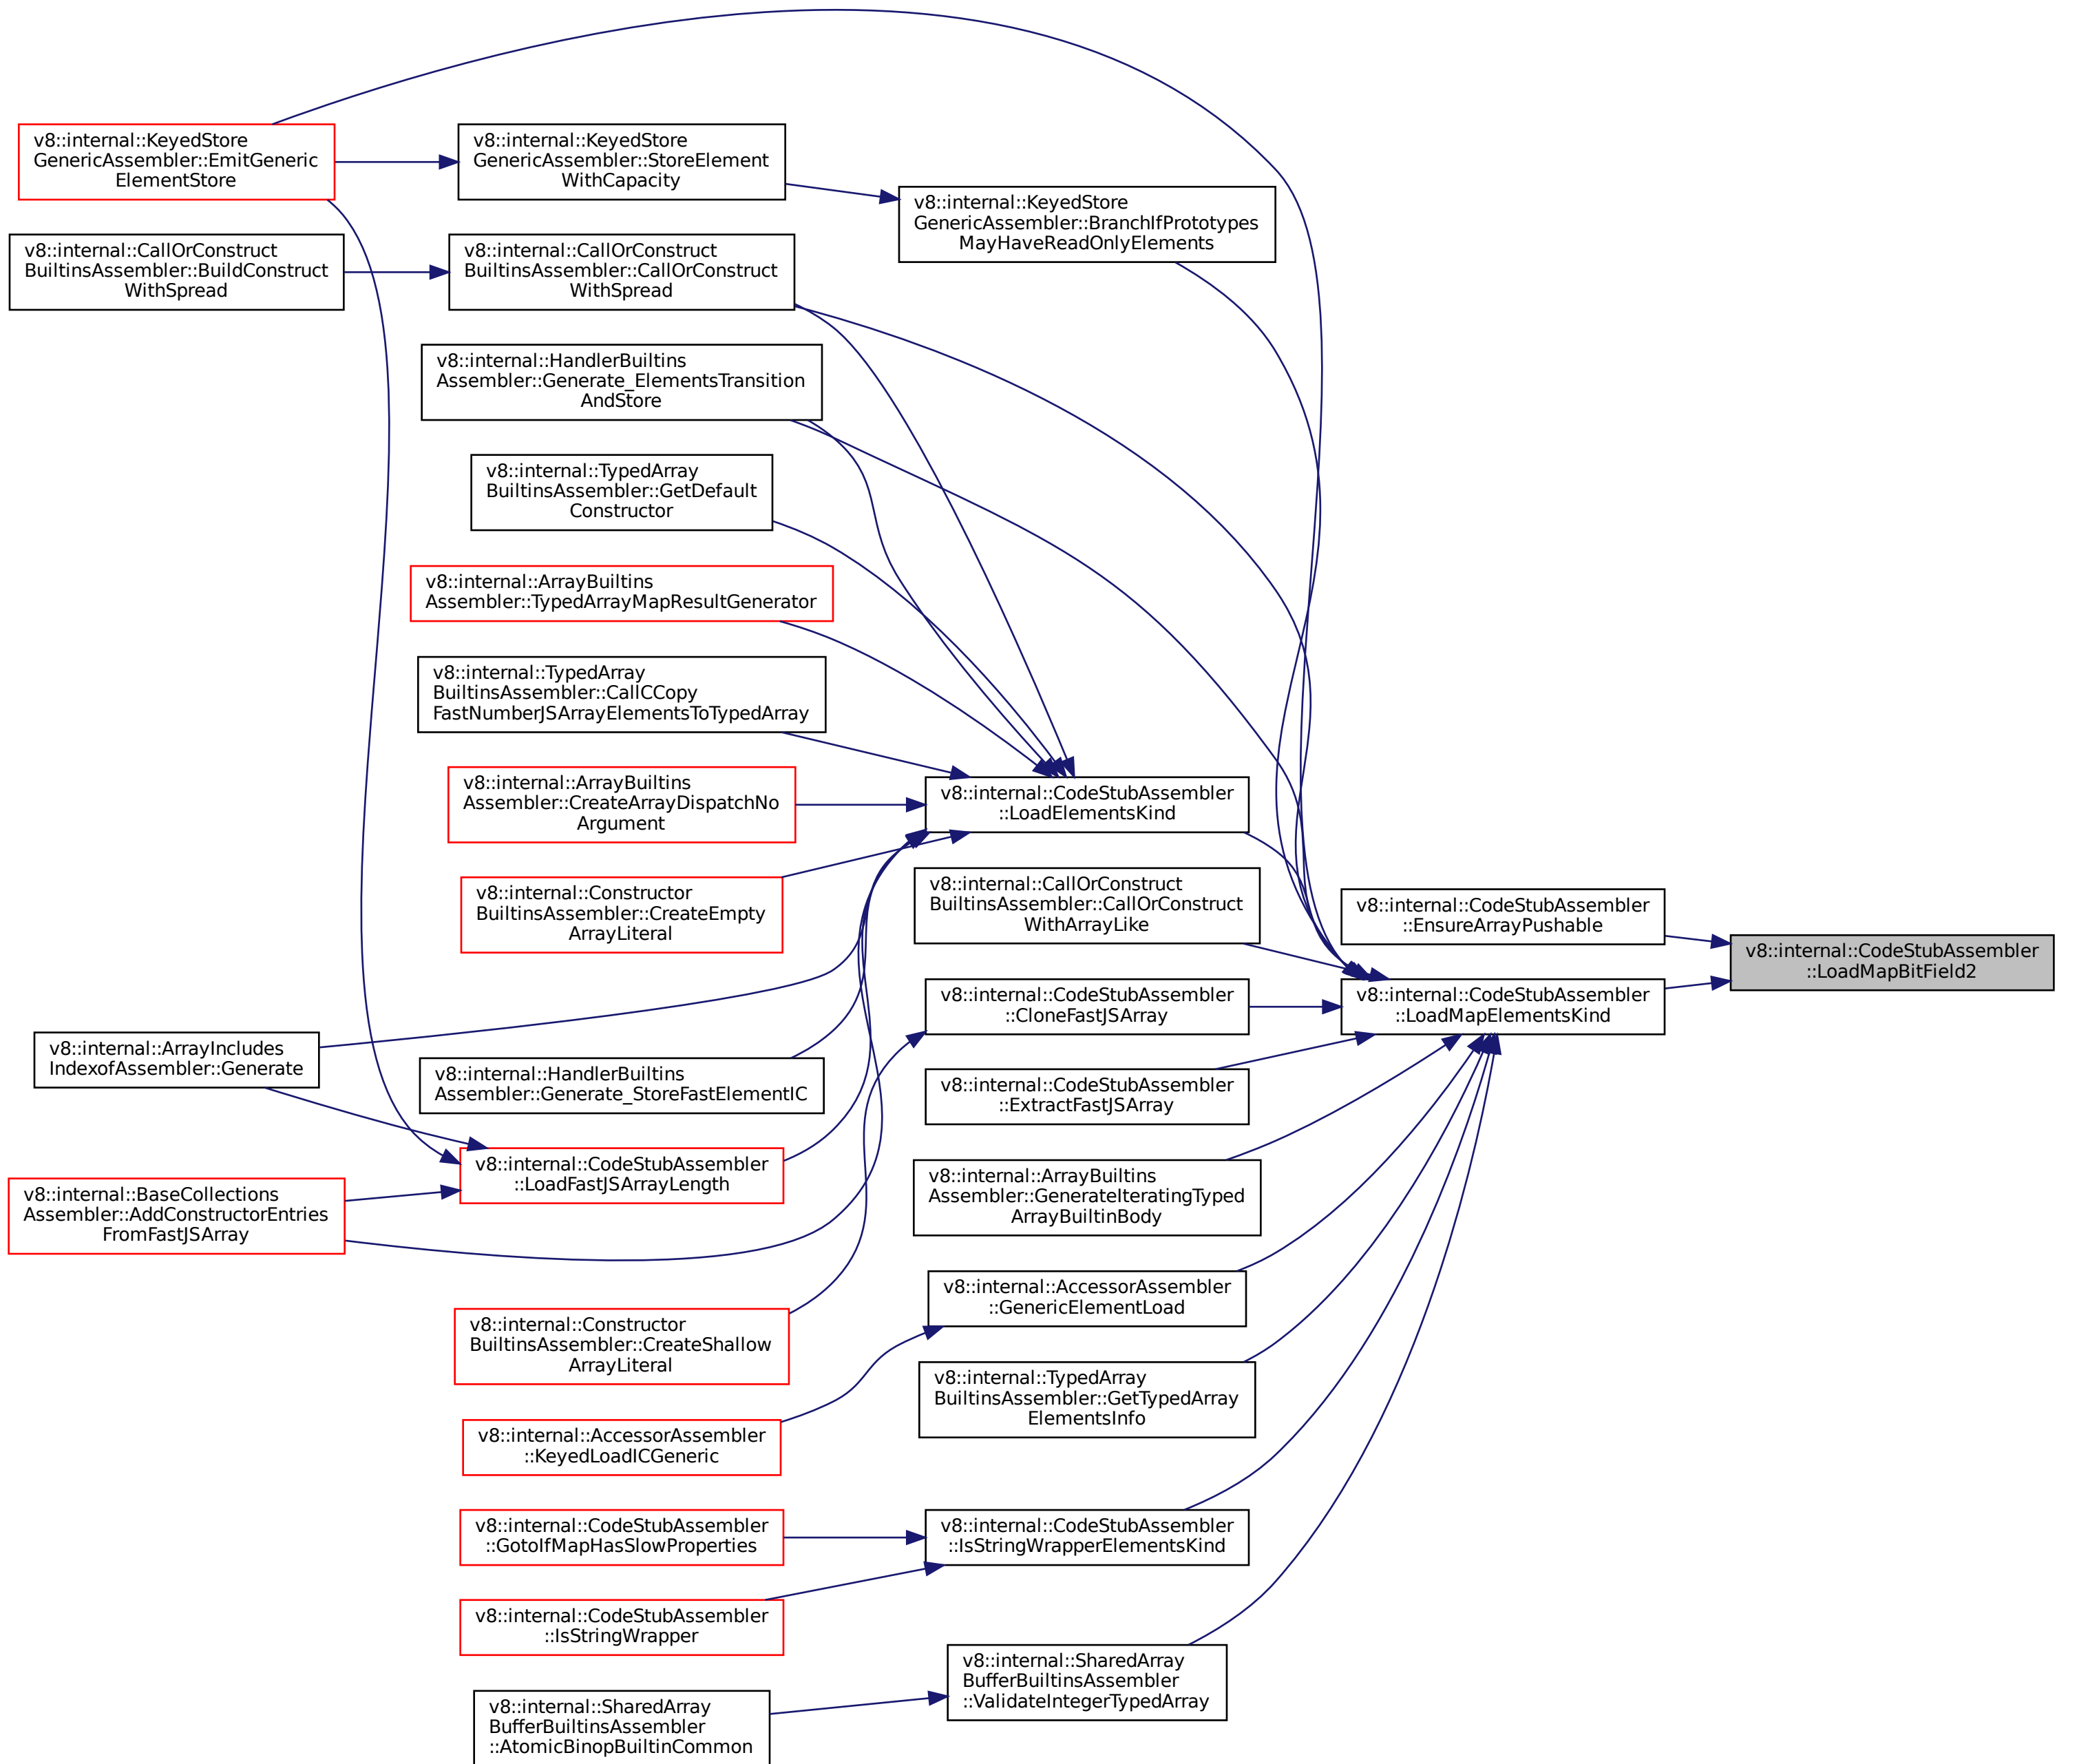 v8::internal::KeyedStore
GenericAssembler::EmitGeneric
ElementStore
v8::internal::KeyedStore
GenericAssembler::StoreElement
WithCapacity
v8::internal::KeyedStore
GenericAssembler::BranchIfPrototypes
MayHaveReadOnlyElements
v8::internal::CallOrConstruct
BuiltinsAssembler::BuildConstruct
WithSpread
v8::internal::CallOrConstruct
BuiltinsAssembler::CallOrConstruct
WithSpread
v8::internal::HandlerBuiltins
Assembler::Generate_ElementsTransition
AndStore
v8::internal::TypedArray
BuiltinsAssembler::GetDefault
Constructor
v8::internal::ArrayBuiltins
Assembler::TypedArrayMapResultGenerator
v8::internal::TypedArray
BuiltinsAssembler::CallCCopy
FastNumberJSArrayElementsToTypedArray
v8::internal::ArrayBuiltins
Assembler::CreateArrayDispatchNo
Argument
v8::internal::CodeStubAssembler
::LoadElementsKind
v8::internal::Constructor
BuiltinsAssembler::CreateEmpty
ArrayLiteral
v8::internal::CallOrConstruct
BuiltinsAssembler::CallOrConstruct
WithArrayLike
v8::internal::CodeStubAssembler
::EnsureArrayPushable
v8::internal::CodeStubAssembler
::LoadMapBitField2
v8::internal::CodeStubAssembler
::CloneFastJSArray
v8::internal::CodeStubAssembler
::LoadMapElementsKind
v8::internal::ArrayIncludes
IndexofAssembler::Generate
v8::internal::HandlerBuiltins
Assembler::Generate_StoreFastElementIC
v8::internal::CodeStubAssembler
::ExtractFastJSArray
v8::internal::CodeStubAssembler
::LoadFastJSArrayLength
v8::internal::ArrayBuiltins
Assembler::GenerateIteratingTyped
ArrayBuiltinBody
v8::internal::BaseCollections
Assembler::AddConstructorEntries
FromFastJSArray
v8::internal::AccessorAssembler
::GenericElementLoad
v8::internal::Constructor
BuiltinsAssembler::CreateShallow
ArrayLiteral
v8::internal::TypedArray
BuiltinsAssembler::GetTypedArray
ElementsInfo
v8::internal::AccessorAssembler
::KeyedLoadICGeneric
v8::internal::CodeStubAssembler
::GotoIfMapHasSlowProperties
v8::internal::CodeStubAssembler
::IsStringWrapperElementsKind
v8::internal::CodeStubAssembler
::IsStringWrapper
v8::internal::SharedArray
BufferBuiltinsAssembler
::ValidateIntegerTypedArray
v8::internal::SharedArray
BufferBuiltinsAssembler
::AtomicBinopBuiltinCommon